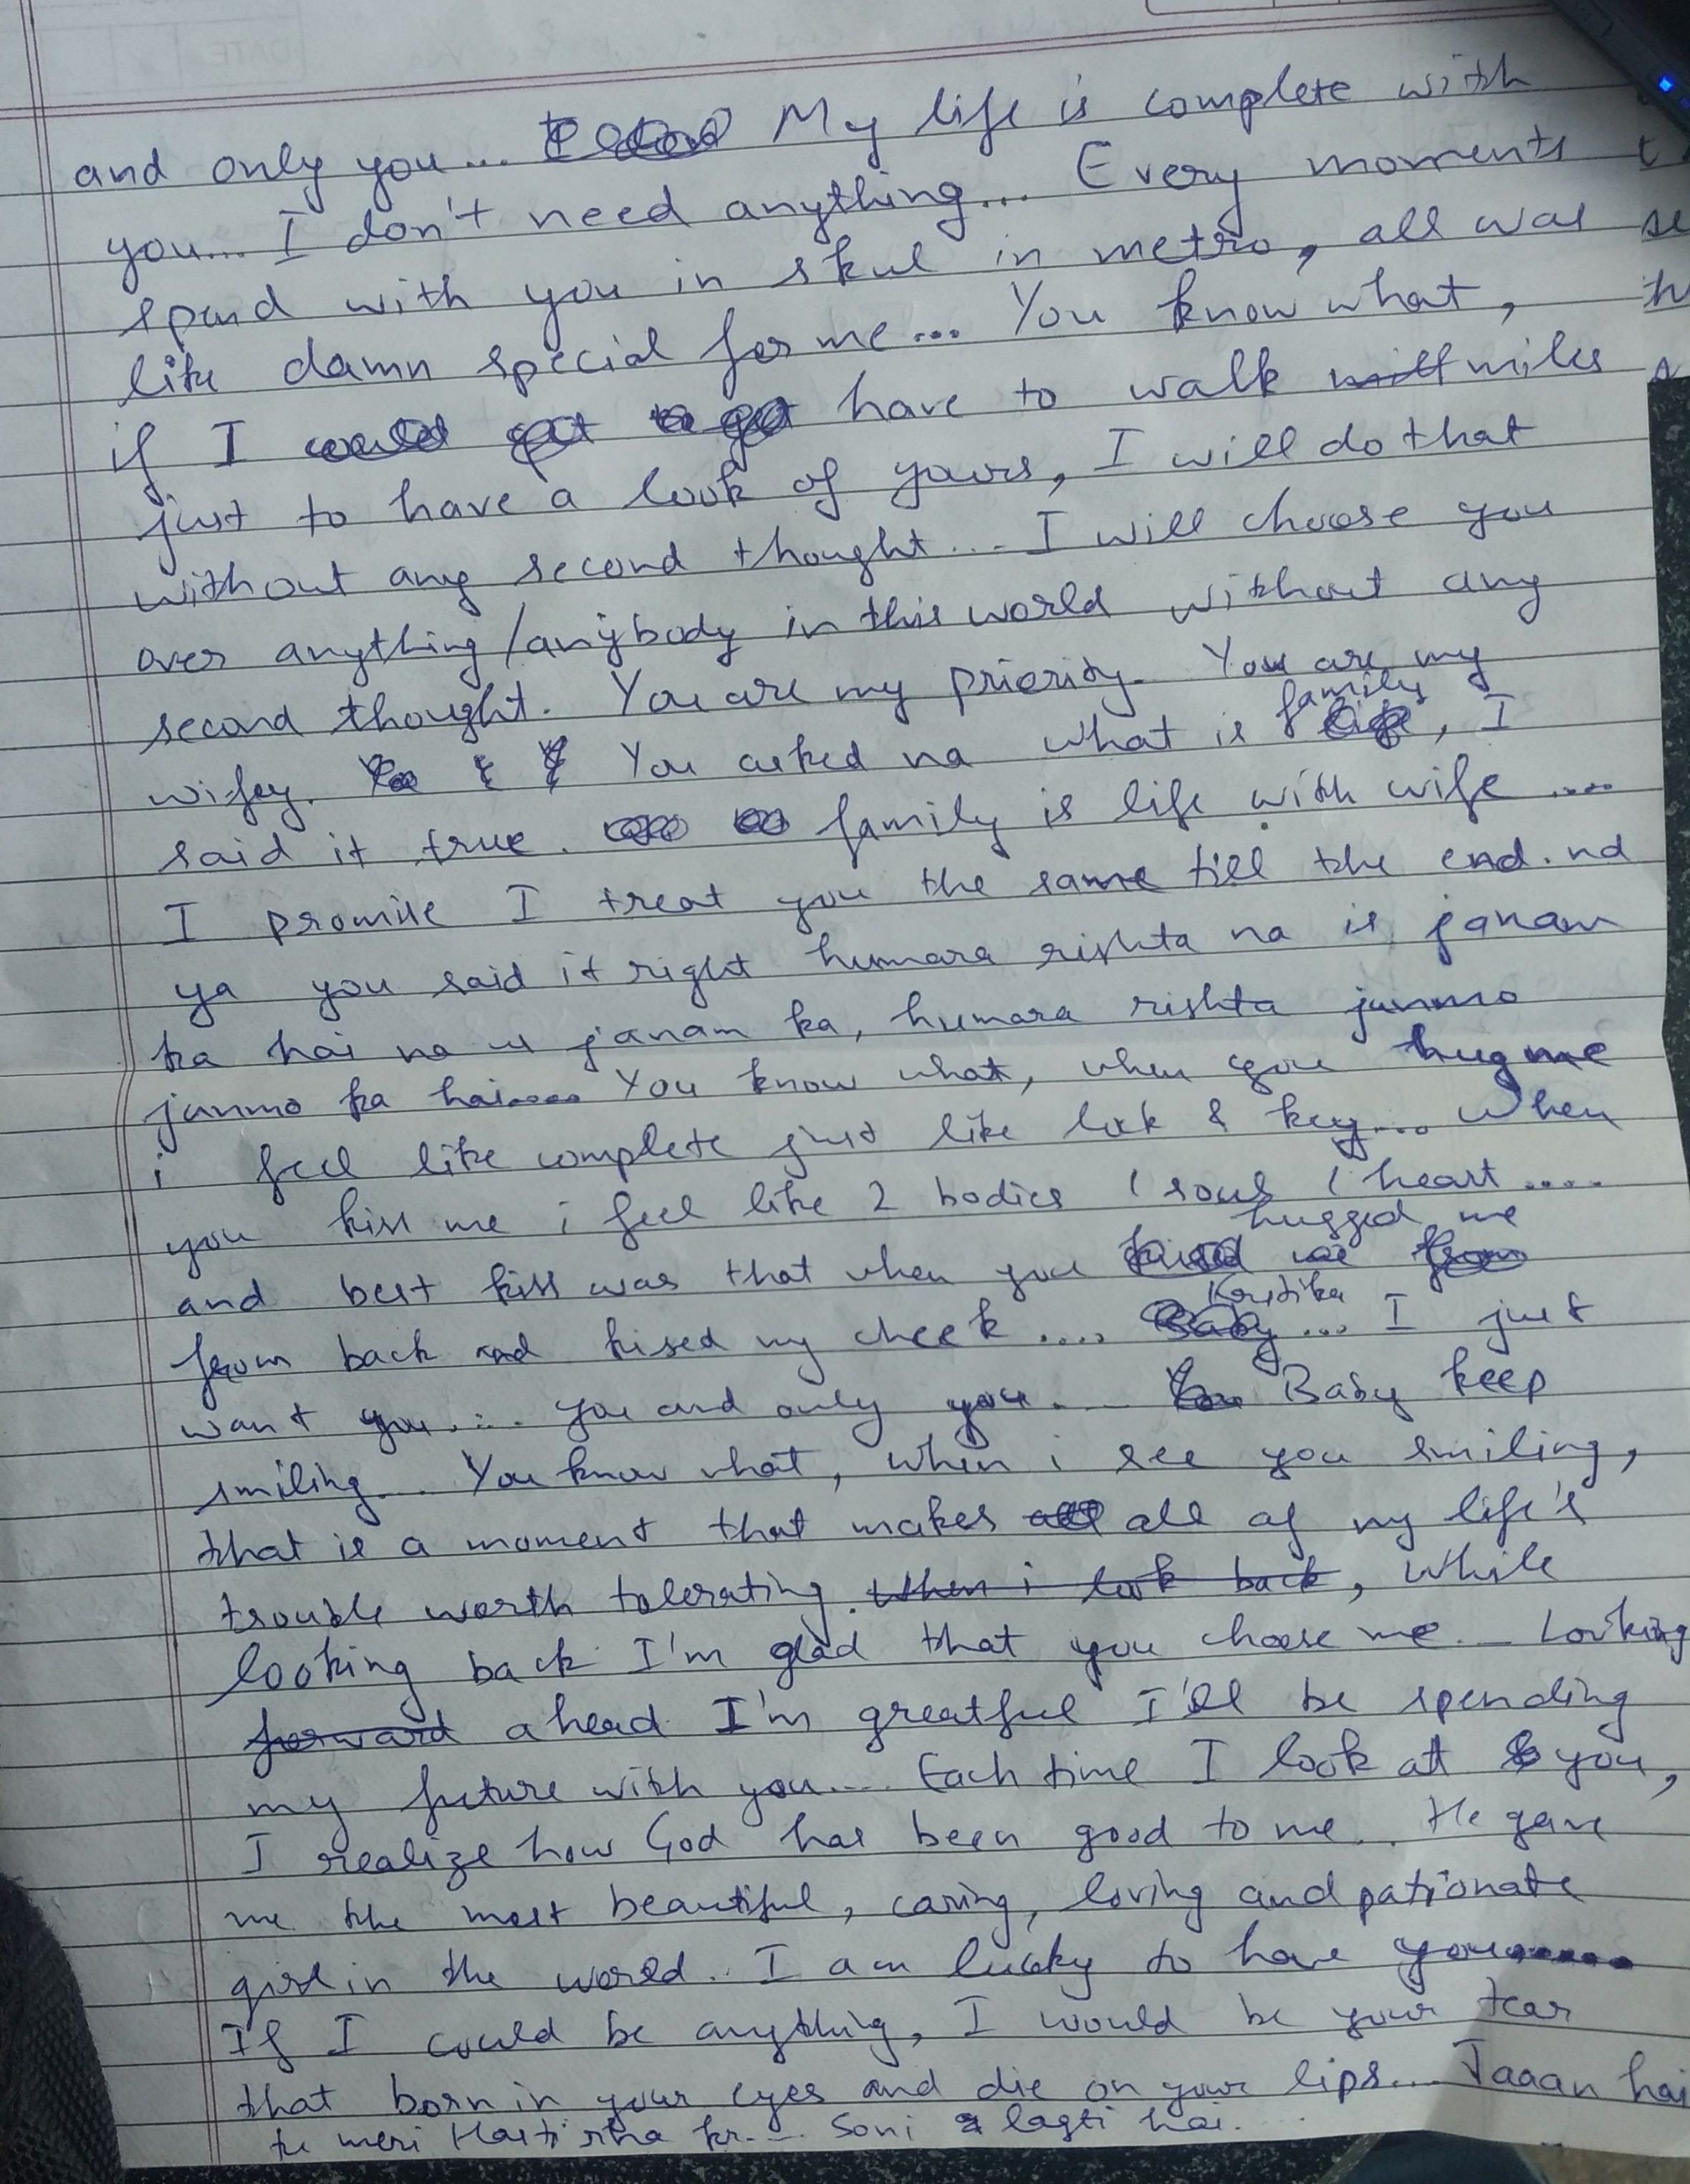 and only you... My life is complete with
you... I don't need anything... Every moments
spend with you in skul in metro, all was
like damn special for me... You know what,
if I have to walk miles
just to have a look of yours, I will do that
without any second thought... I will choose you
over anything/anybody in this world without any
second thought. You are my priority. You are my
wifey. You asked na what is family, I
said it true. family is life with wife ....
I promise I treat you the same till the end. nd
ya you said it right humara rishta na is janam
ka hai na us janam ka, humara rishta janmo
janmo ka hai..... You know what, when you hug me
i feel like complete just like lock & key.... When
you kiss me i feel like 2 bodies 1 soul 1 heart ....
and best kiss was that when you hugged me
from back and kised my cheek .... Kritika ... I just
want you..... you and only you... Baby keep
smiling... You know what, when i see you smiling,
that is a moment that makes all of my life's
trouble worth tolerating. When i look back, while
looking back I'm glad that you choose me... Looking
forward ahead I'm greatful I'll be spending
my future with you.... Each time I look at you,
I realize how God has been good to me.. He gave
me the most beautiful, caring, loving and pationate
girl in the world.. I am lucky to have you......
If I could be anything, I would be your tear
that born in your eyes and die on your lips.... Jaaan hai
tu meri Hasti rha kr... Soni lagti hai....